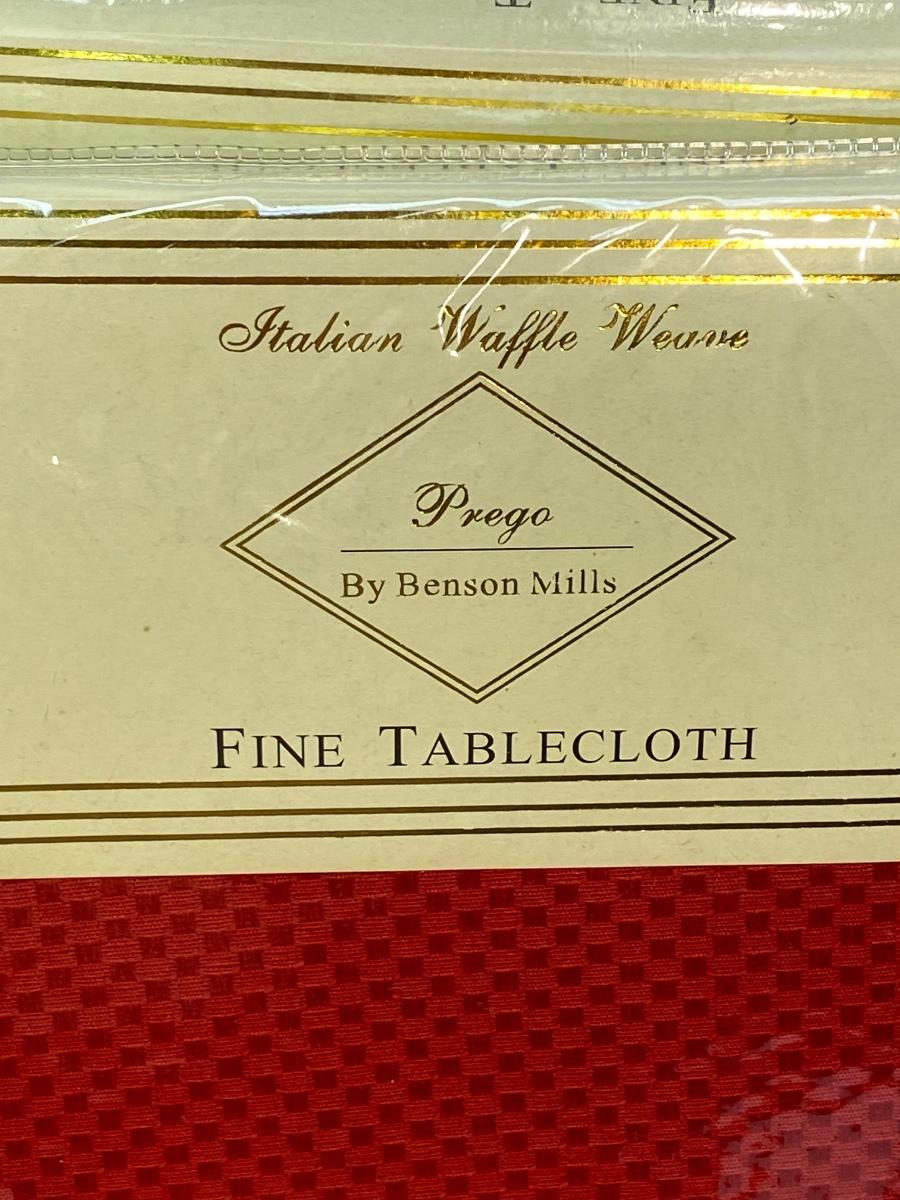 Italian Waffle Weave
Prego
By Benson Mills
FINE TABLECLOTH